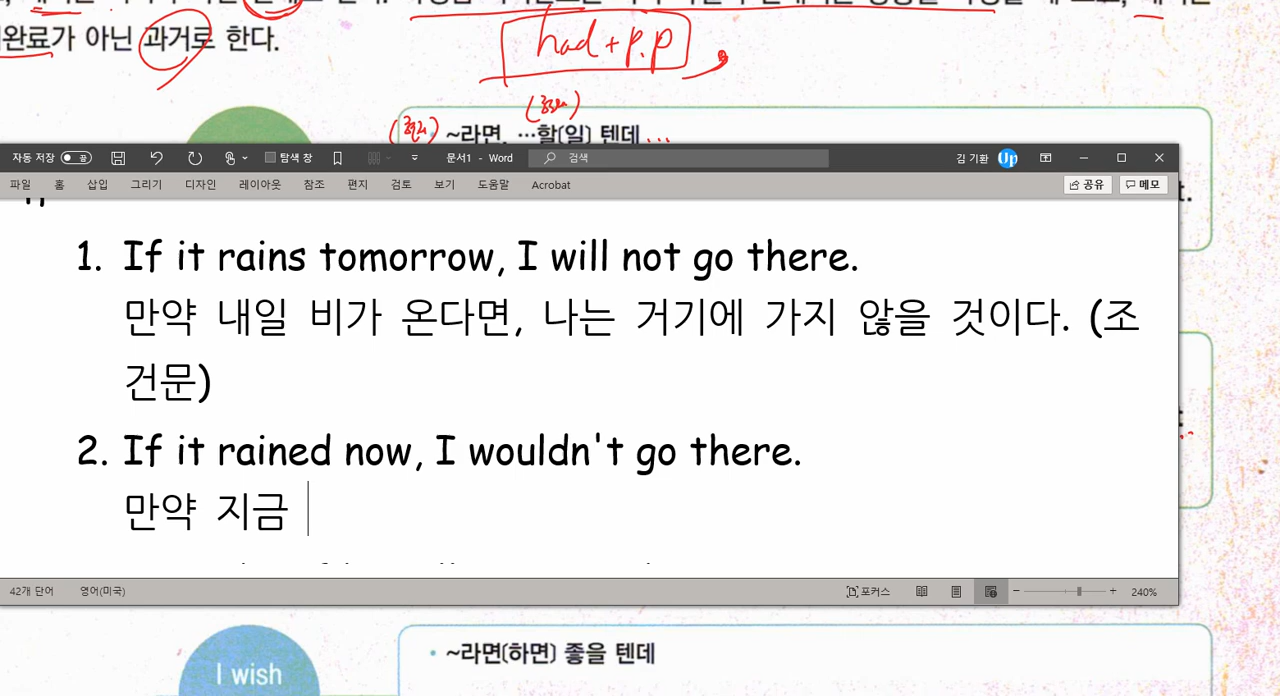 완료가 아닌 과거로 한다.
had + p.p
(현재)
~라면, …할(일) 텐데...
자동 저장 끔 탐색 창 문서1 - Word 검색 김 기환 Up
파일 홈 삽입 그리기 디자인 레이아웃 참조 편지 검토 보기 도움말 Acrobat 공유 메모
1. If it rains tomorrow, I will not go there.
만약 내일 비가 온다면, 나는 거기에 가지 않을 것이다. (조
건문)
2. If it rained now, I wouldn't go there.
만약 지금
42개 단어 영어(미국) 포커스 240%
I wish
• ~라면(하면) 좋을 텐데